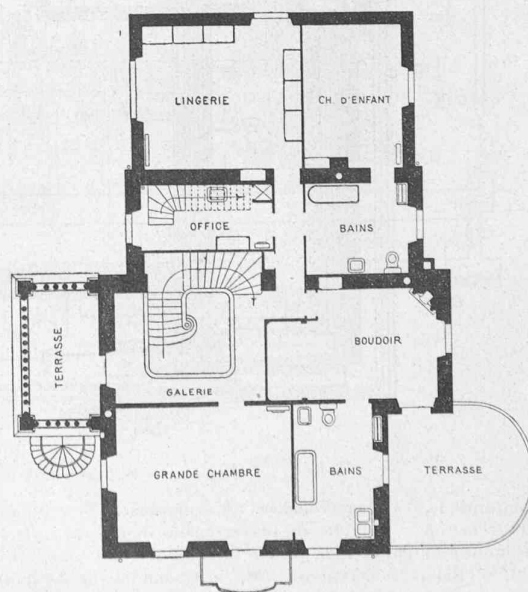 LINGERIE
CH. D'ENFANT
OFFICE
BAINS
TERRASSE
BOUDOIR
GALERIE
GRANDE CHAMBRE
BAINS
TERRASSE